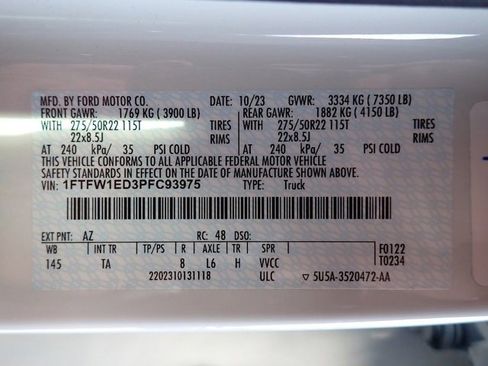 MFD. BY FORD MOTOR CO. 10/23 GVWR: 3334 KG ( 7350 LB)
FRONT GAWR: 1769 KG ( 3900 LB) REAR GAWR: 1882 KG ( 4150 LB)
WITH 275/50R22 115T TIRES WITH 275/50R22 115T TIRES
22x8.5J RIMS 22x8.5J RIMS
AT 240 kPa/ 35 PSI COLD AT 240 kPa/ 35 PSI COLD
THIS VEHICLE CONFORMS TO ALL APPLICABLE FEDERAL MOTOR VEHICLE
SAFETY STANDARDS IN EFFECT ON THE DATE OF MANUFACTURE SHOWN ABOVE.
VIN: 1FTFW1ED3PFC93975 TYPE: Truck
EXT PNT: AZ RC: 48 DSO:
WB INT TR TP/PS R AXLE TR SPR F0122
145 TA 8 L6 H VVCC T0234
2202310131118 ULC ▽ 5U5A-3520472-AA